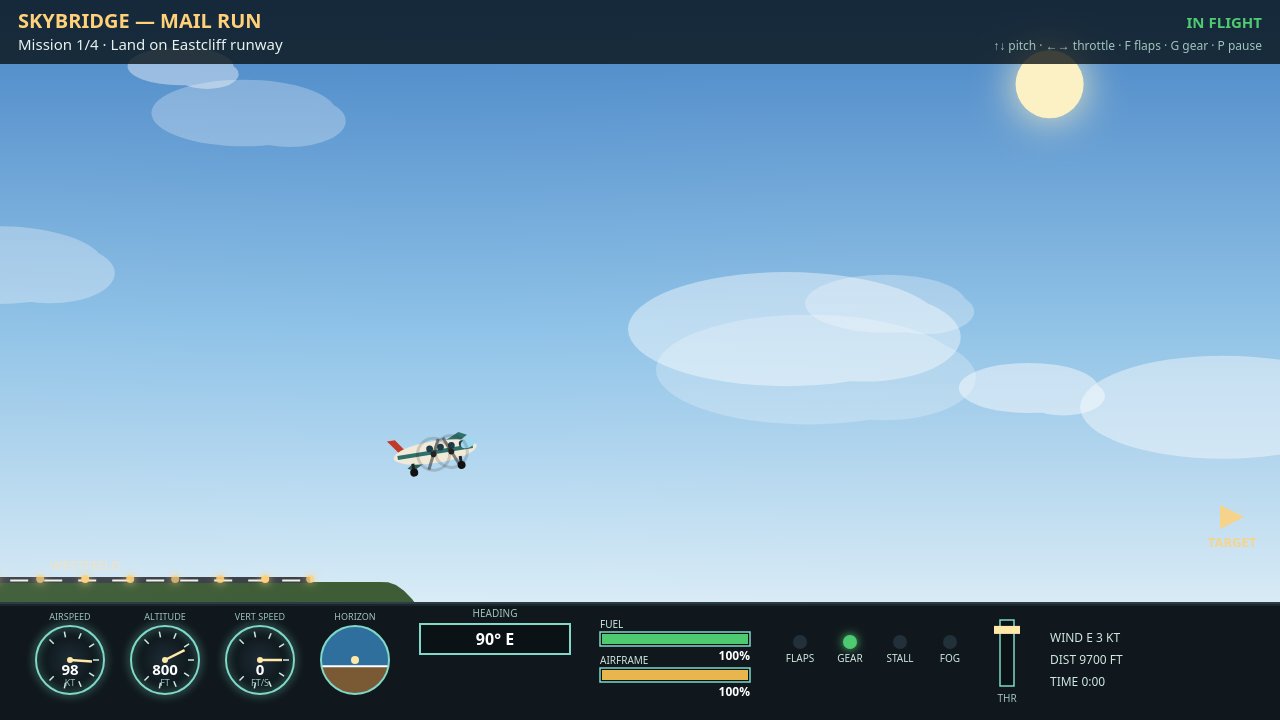 SKYBRIDGE — MAIL RUN
Mission 1/4 · Land on Eastcliff runway
IN FLIGHT
↑↓ pitch · ←→ throttle · F flaps · G gear · P pause
TARGET
WESTFIELD
AIRSPEED
98
KT
ALTITUDE
800
FT
VERT SPEED
0
FT/S
HORIZON
HEADING
90° E
FUEL
100%
AIRFRAME
100%
FLAPS
GEAR
STALL
FOG
THR
WIND E 3 KT
DIST 9700 FT
TIME 0:00